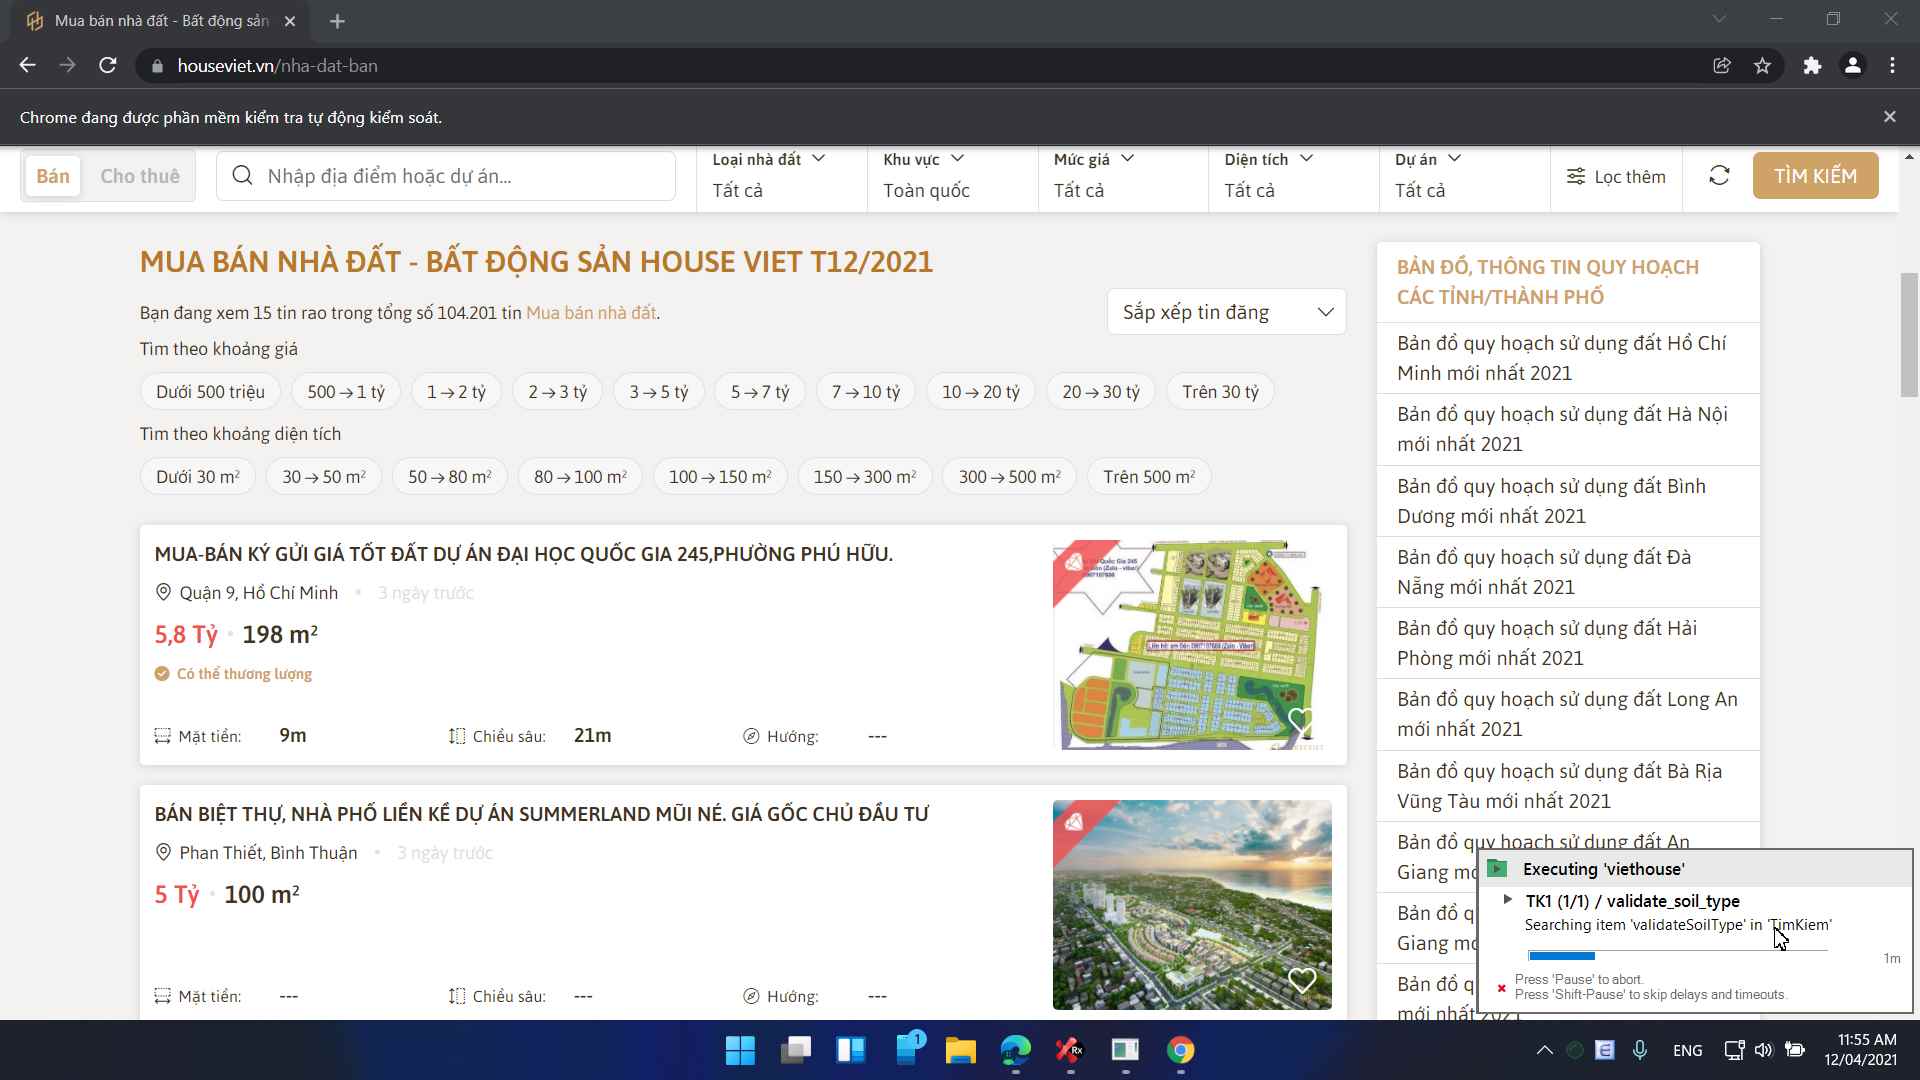 Mua bán nhà đất - Bất động sản
houseviet.vn/nha-dat-ban
Chrome đang được phần mềm kiểm tra tự động kiểm soát.
Bán
Cho thuê
Nhập địa điểm hoặc dự án...
Loại nhà đất
Tất cả
Khu vực
Toàn quốc
Mức giá
Tất cả
Diện tích
Tất cả
Dự án
Tất cả
Lọc thêm
TÌM KIẾM
MUA BÁN NHÀ ĐẤT - BẤT ĐỘNG SẢN HOUSE VIET T12/2021
Bạn đang xem 15 tin rao trong tổng số 104.201 tin Mua bán nhà đất.
Sắp xếp tin đăng
Tìm theo khoảng giá
Dưới 500 triệu
500 → 1 tỷ
1 → 2 tỷ
2 → 3 tỷ
3 → 5 tỷ
5 → 7 tỷ
7 → 10 tỷ
10 → 20 tỷ
20 → 30 tỷ
Trên 30 tỷ
Tìm theo khoảng diện tích
Dưới 30 m²
30 → 50 m²
50 → 80 m²
80 → 100 m²
100 → 150 m²
150 → 300 m²
300 → 500 m²
Trên 500 m²
MUA-BÁN KÝ GỬI GIÁ TỐT ĐẤT DỰ ÁN ĐẠI HỌC QUỐC GIA 245,PHƯỜNG PHÚ HỮU.
Quận 9, Hồ Chí Minh • 3 ngày trước
5,8 Tỷ • 198 m²
Có thể thương lượng
Mặt tiền: 9m
Chiều sâu: 21m
Hướng: ---
BÁN BIỆT THỰ, NHÀ PHỐ LIỀN KỀ DỰ ÁN SUMMERLAND MŨI NÉ. GIÁ GỐC CHỦ ĐẦU TƯ
Phan Thiết, Bình Thuận • 3 ngày trước
5 Tỷ • 100 m²
Mặt tiền: ---
Chiều sâu: ---
Hướng: ---
BẢN ĐỒ, THÔNG TIN QUY HOẠCH
CÁC TỈNH/THÀNH PHỐ
Bản đồ quy hoạch sử dụng đất Hồ Chí
Minh mới nhất 2021
Bản đồ quy hoạch sử dụng đất Hà Nội
mới nhất 2021
Bản đồ quy hoạch sử dụng đất Bình
Dương mới nhất 2021
Bản đồ quy hoạch sử dụng đất Đà
Nẵng mới nhất 2021
Bản đồ quy hoạch sử dụng đất Hải
Phòng mới nhất 2021
Bản đồ quy hoạch sử dụng đất Long An
mới nhất 2021
Bản đồ quy hoạch sử dụng đất Bà Rịa
Vũng Tàu mới nhất 2021
Bản đồ quy hoạch sử dụng đất An
Giang
Bản đồ
Giang
Bản đồ
mới nhất 2021
Executing 'viethouse'
TK1 (1/1) / validate_soil_type
Searching item 'validateSoilType' in 'TimKiem'
1m
Press 'Pause' to abort.
Press 'Shift-Pause' to skip delays and timeouts.
1
Rx
ENG
11:55 AM
12/04/2021